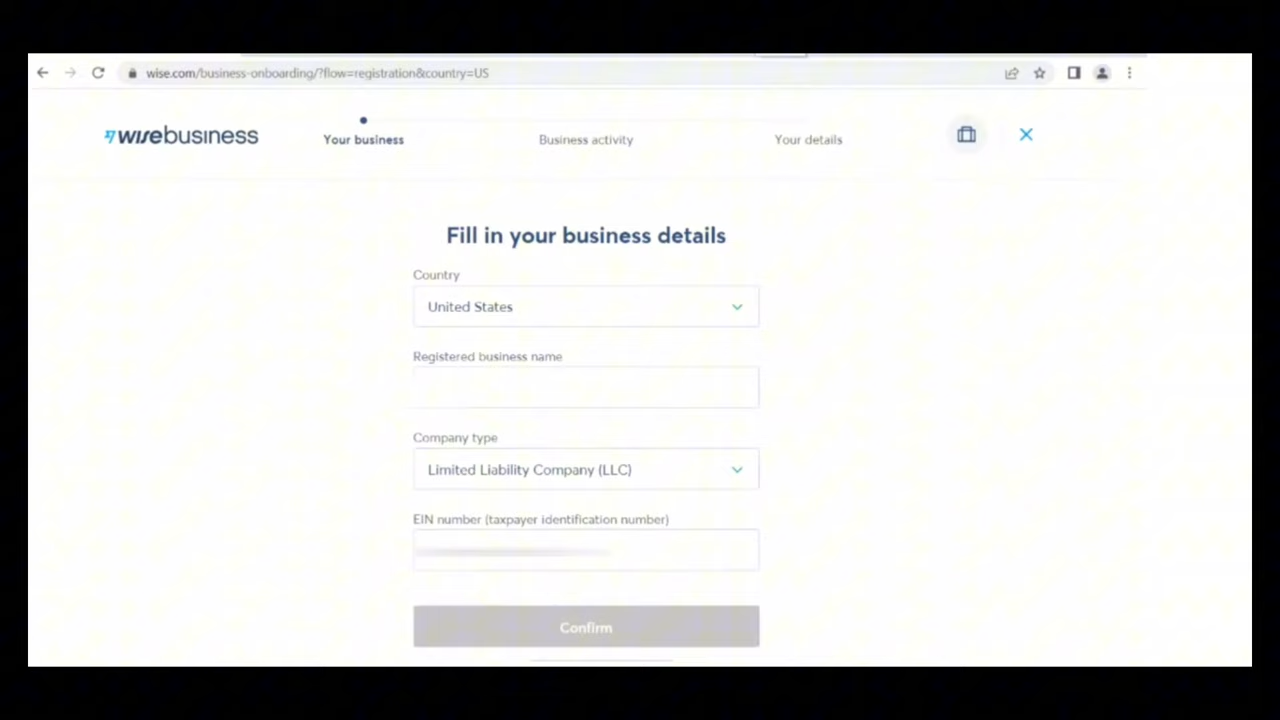 wise.com/business-onboarding/?flow=registration&country=US
wisebusiness
Your business
Business activity
Your details
Fill in your business details
Country
United States
Registered business name
Company type
Limited Liability Company (LLC)
EIN number (taxpayer identification number)
Confirm